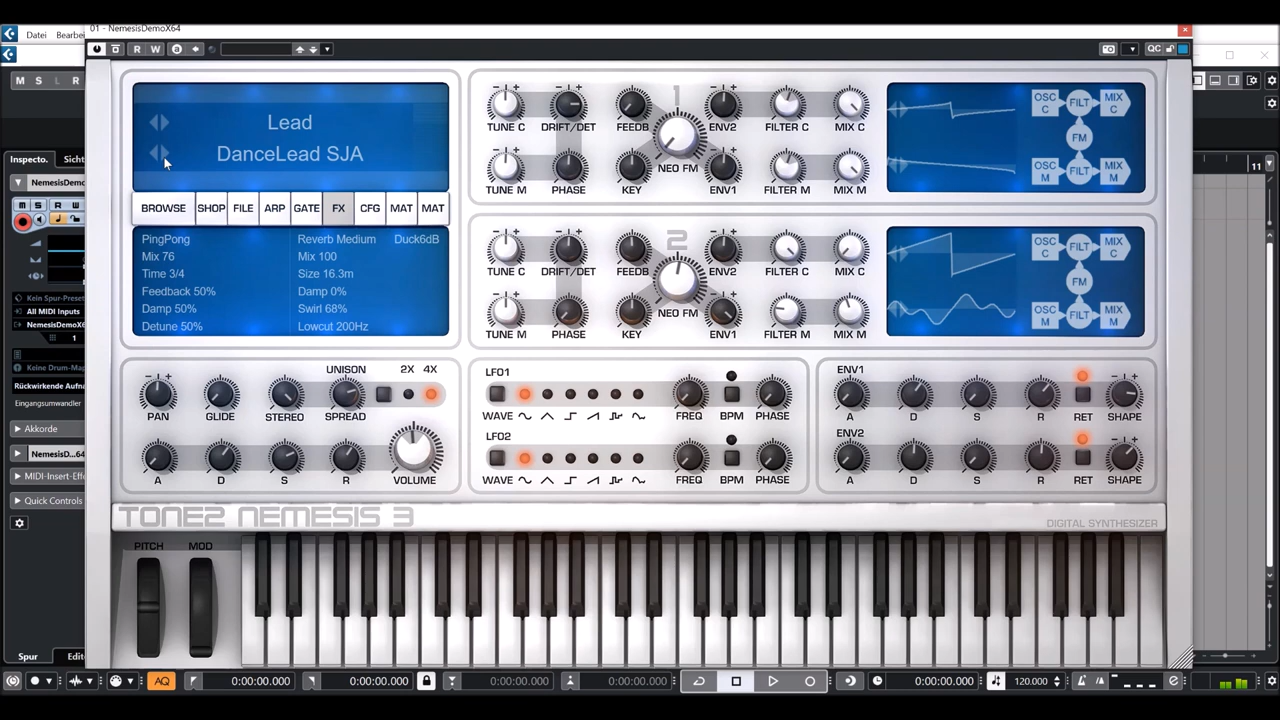 01 - NemesisDemoX64
Datei Bearbei
R W QC
M S L R
Lead
DanceLead SJA
BROWSE SHOP FILE ARP GATE FX CFG MAT MAT
PingPong Reverb Medium Duck6dB
Mix 76 Mix 100
Time 3/4 Size 16.3m
Feedback 50% Damp 0%
Damp 50% Swirl 68%
Detune 50% Lowcut 200Hz
1
TUNE C DRIFT/DET FEEDB ENV2 FILTER C MIX C
NEO FM
TUNE M PHASE KEY ENV1 FILTER M MIX M
OSC C FILT MIX C
FM
OSC M FILT MIX M
2
TUNE C DRIFT/DET FEEDB ENV2 FILTER C MIX C
NEO FM
TUNE M PHASE KEY ENV1 FILTER M MIX M
OSC C FILT MIX C
FM
OSC M FILT MIX M
UNISON 2X 4X
PAN GLIDE STEREO SPREAD
A D S R VOLUME
LFO1
WAVE FREQ BPM PHASE
LFO2
WAVE FREQ BPM PHASE
ENV1
A D S R RET SHAPE
ENV2
A D S R RET SHAPE
TONE2 NEMESIS 3
DIGITAL SYNTHESIZER
PITCH MOD
Inspecto. Sicht
NemesisDemo
M S R W
Kein Spur-Preset
All MIDI Inputs
NemesisDemoX6
1
Keine Drum-Map
Rückwirkende Aufna
Eingangsumwandler
Akkorde
NemesisD...64
MIDI-Insert-Effe
Quick Controls
11
Spur Edit
AQ 0:00:00.000 0:00:00.000 0:00:00.000 0:00:00.000 0:00:00.000 120.000